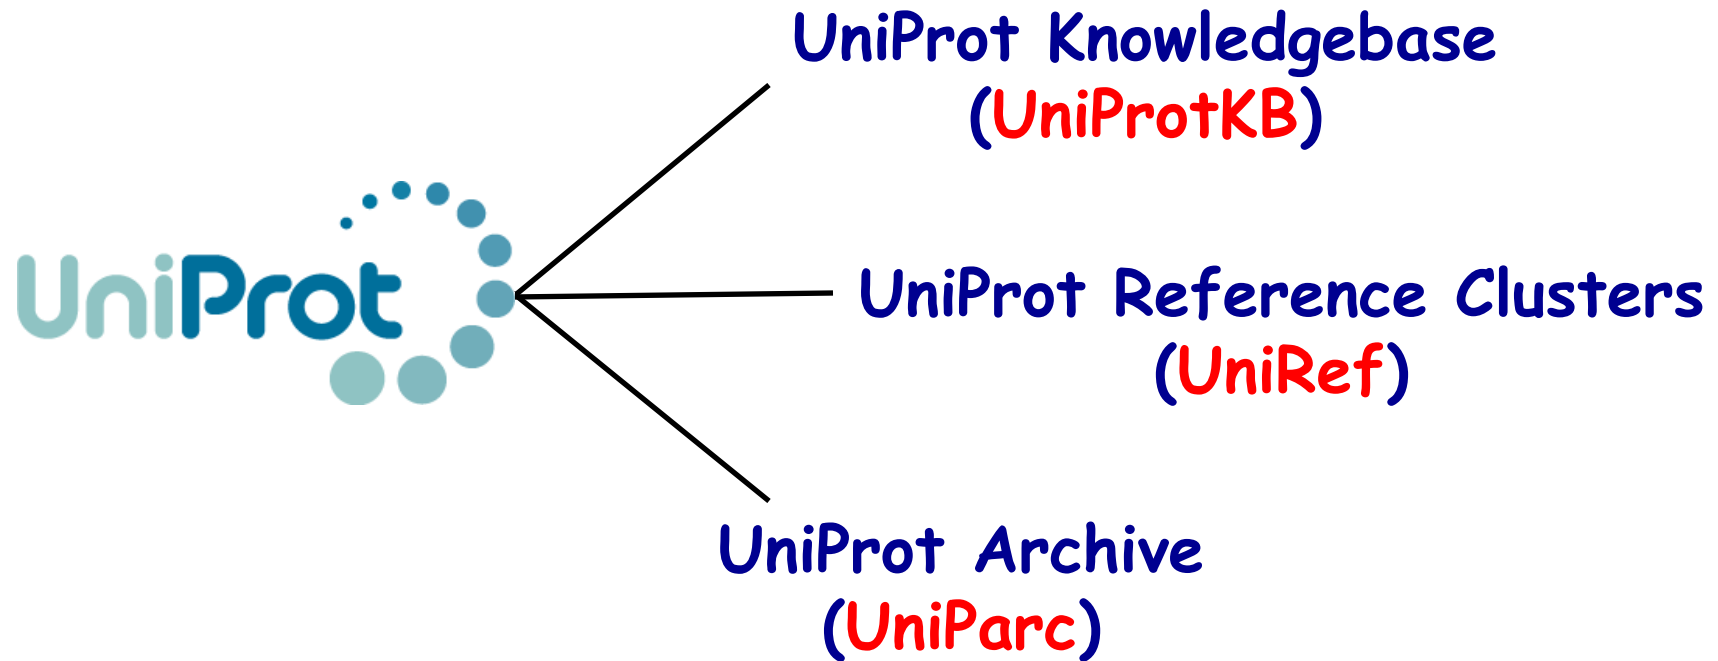 UniProt Knowledgebase
(UniProtKB)
UniProt
UniProt Reference Clusters
(UniRef)
UniProt Archive
(UniParc)